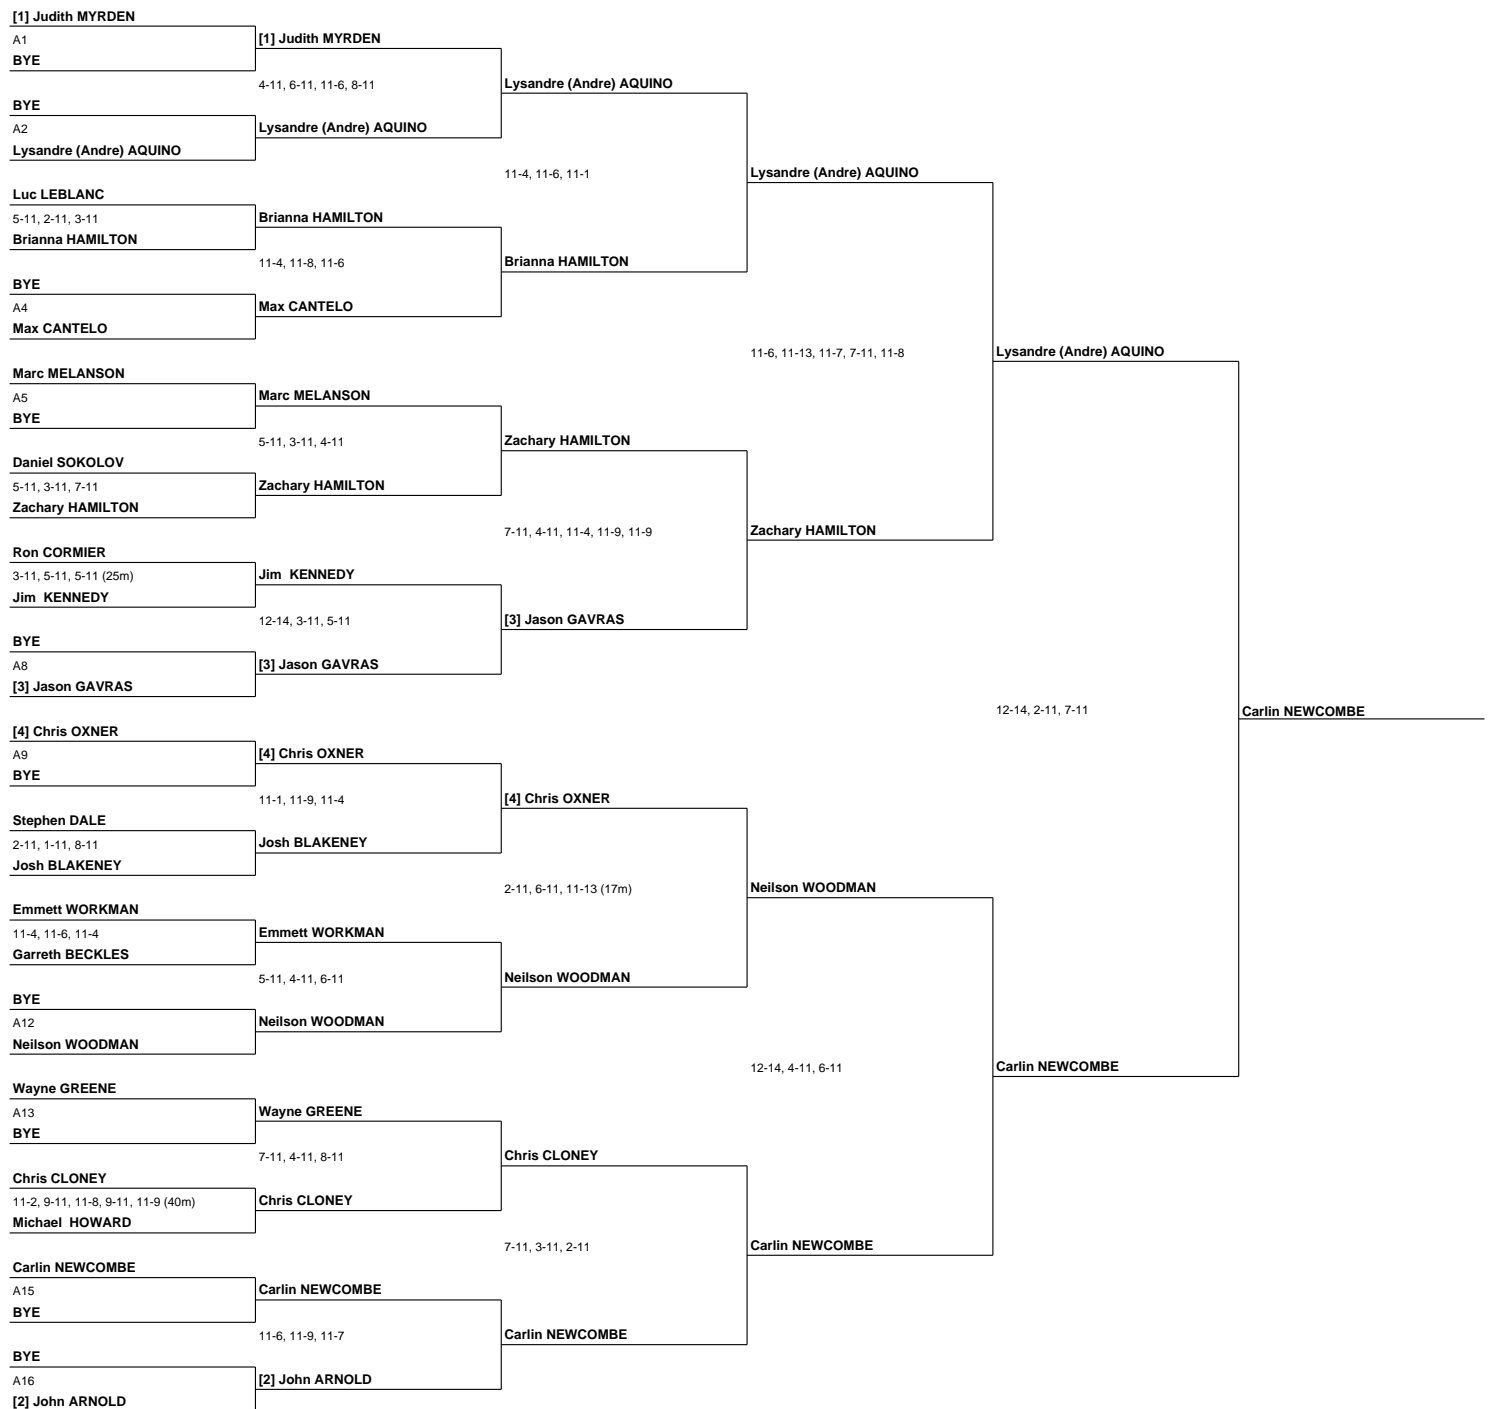 [1] Judith MYRDEN
A1
BYE
BYE
A2
Lysandre (Andre) AQUINO
Luc LEBLANC
5-11, 2-11, 3-11
Brianna HAMILTON
BYE
A4
Max CANTELO
Marc MELANSON
A5
BYE
Daniel SOKOLOV
5-11, 3-11, 7-11
Zachary HAMILTON
Ron CORMIER
3-11, 5-11, 5-11 (25m)
Jim  KENNEDY
BYE
A8
[3] Jason GAVRAS
[4] Chris OXNER
A9
BYE
Stephen DALE
2-11, 1-11, 8-11
Josh BLAKENEY
Emmett WORKMAN
11-4, 11-6, 11-4
Garreth BECKLES
BYE
A12
Neilson WOODMAN
Wayne GREENE
A13
BYE
Chris CLONEY
11-2, 9-11, 11-8, 9-11, 11-9 (40m)
Michael  HOWARD
Carlin NEWCOMBE
A15
BYE
BYE
A16
[2] John ARNOLD
[1] Judith MYRDEN
4-11, 6-11, 11-6, 8-11
Lysandre (Andre) AQUINO
Brianna HAMILTON
11-4, 11-8, 11-6
Max CANTELO
Marc MELANSON
5-11, 3-11, 4-11
Zachary HAMILTON
Jim  KENNEDY
12-14, 3-11, 5-11
[3] Jason GAVRAS
[4] Chris OXNER
11-1, 11-9, 11-4
Josh BLAKENEY
Emmett WORKMAN
5-11, 4-11, 6-11
Neilson WOODMAN
Wayne GREENE
7-11, 4-11, 8-11
Chris CLONEY
Carlin NEWCOMBE
11-6, 11-9, 11-7
[2] John ARNOLD
Lysandre (Andre) AQUINO
11-4, 11-6, 11-1
Brianna HAMILTON
Zachary HAMILTON
7-11, 4-11, 11-4, 11-9, 11-9
[3] Jason GAVRAS
[4] Chris OXNER
2-11, 6-11, 11-13 (17m)
Neilson WOODMAN
Chris CLONEY
7-11, 3-11, 2-11
Carlin NEWCOMBE
Lysandre (Andre) AQUINO
11-6, 11-13, 11-7, 7-11, 11-8
Zachary HAMILTON
Neilson WOODMAN
12-14, 4-11, 6-11
Carlin NEWCOMBE
Lysandre (Andre) AQUINO
12-14, 2-11, 7-11
Carlin NEWCOMBE
Carlin NEWCOMBE